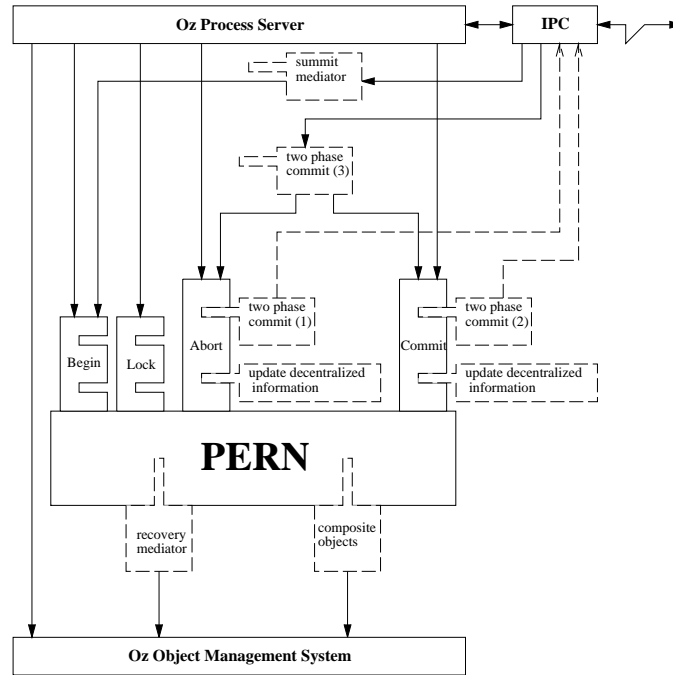 Oz Process Server
IPC
summit
mediator
two phase
commit (3)
two phase
commit (1)
two phase
commit (2)
Begin
Lock
Abort
Commit
update decentralized
information
update decentralized
information
PERN
recovery
mediator
composite
objects
Oz Object Management System